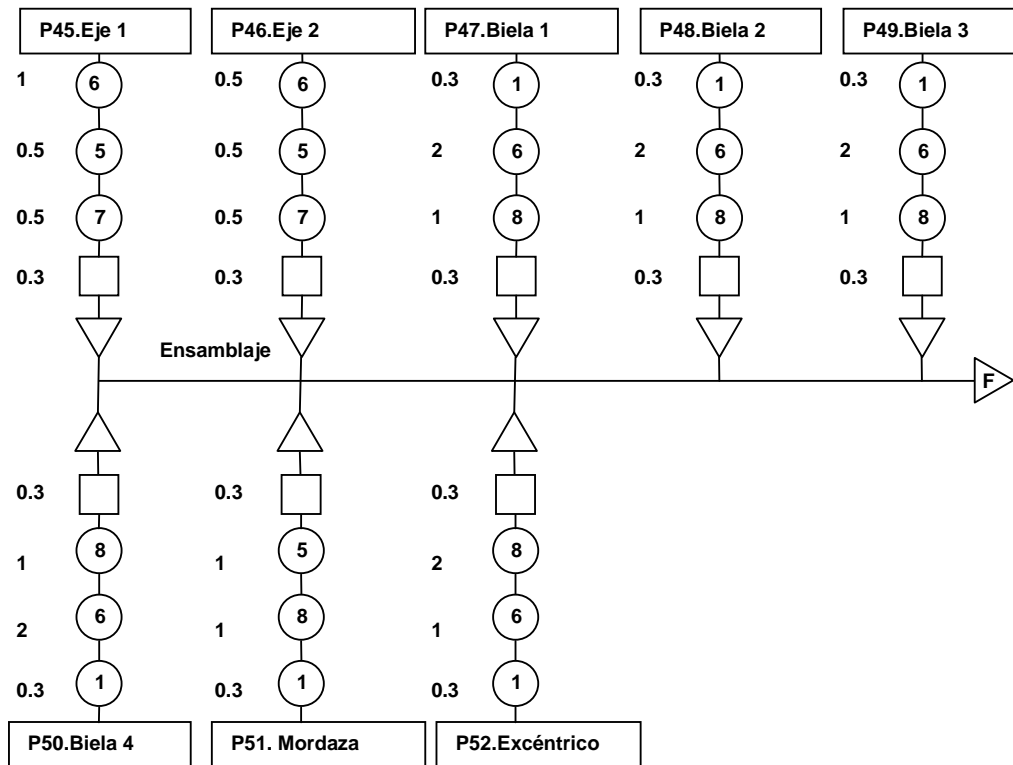 P45.Eje 1 P46.Eje 2 P47.Biela 1 P48.Biela 2 P49.Biela 3
1 6 0.5 6 0.3 1 0.3 1 0.3 1
0.5 5 0.5 5 2 6 2 6 2 6
0.5 7 0.5 7 1 8 1 8 1 8
0.3 0.3 0.3 0.3 0.3
Ensamblaje
F
0.3 0.3 0.3
1 8 1 5 2 8
2 6 1 8 1 6
0.3 1 0.3 1 0.3 1
P50.Biela 4 P51. Mordaza P52.Excéntrico